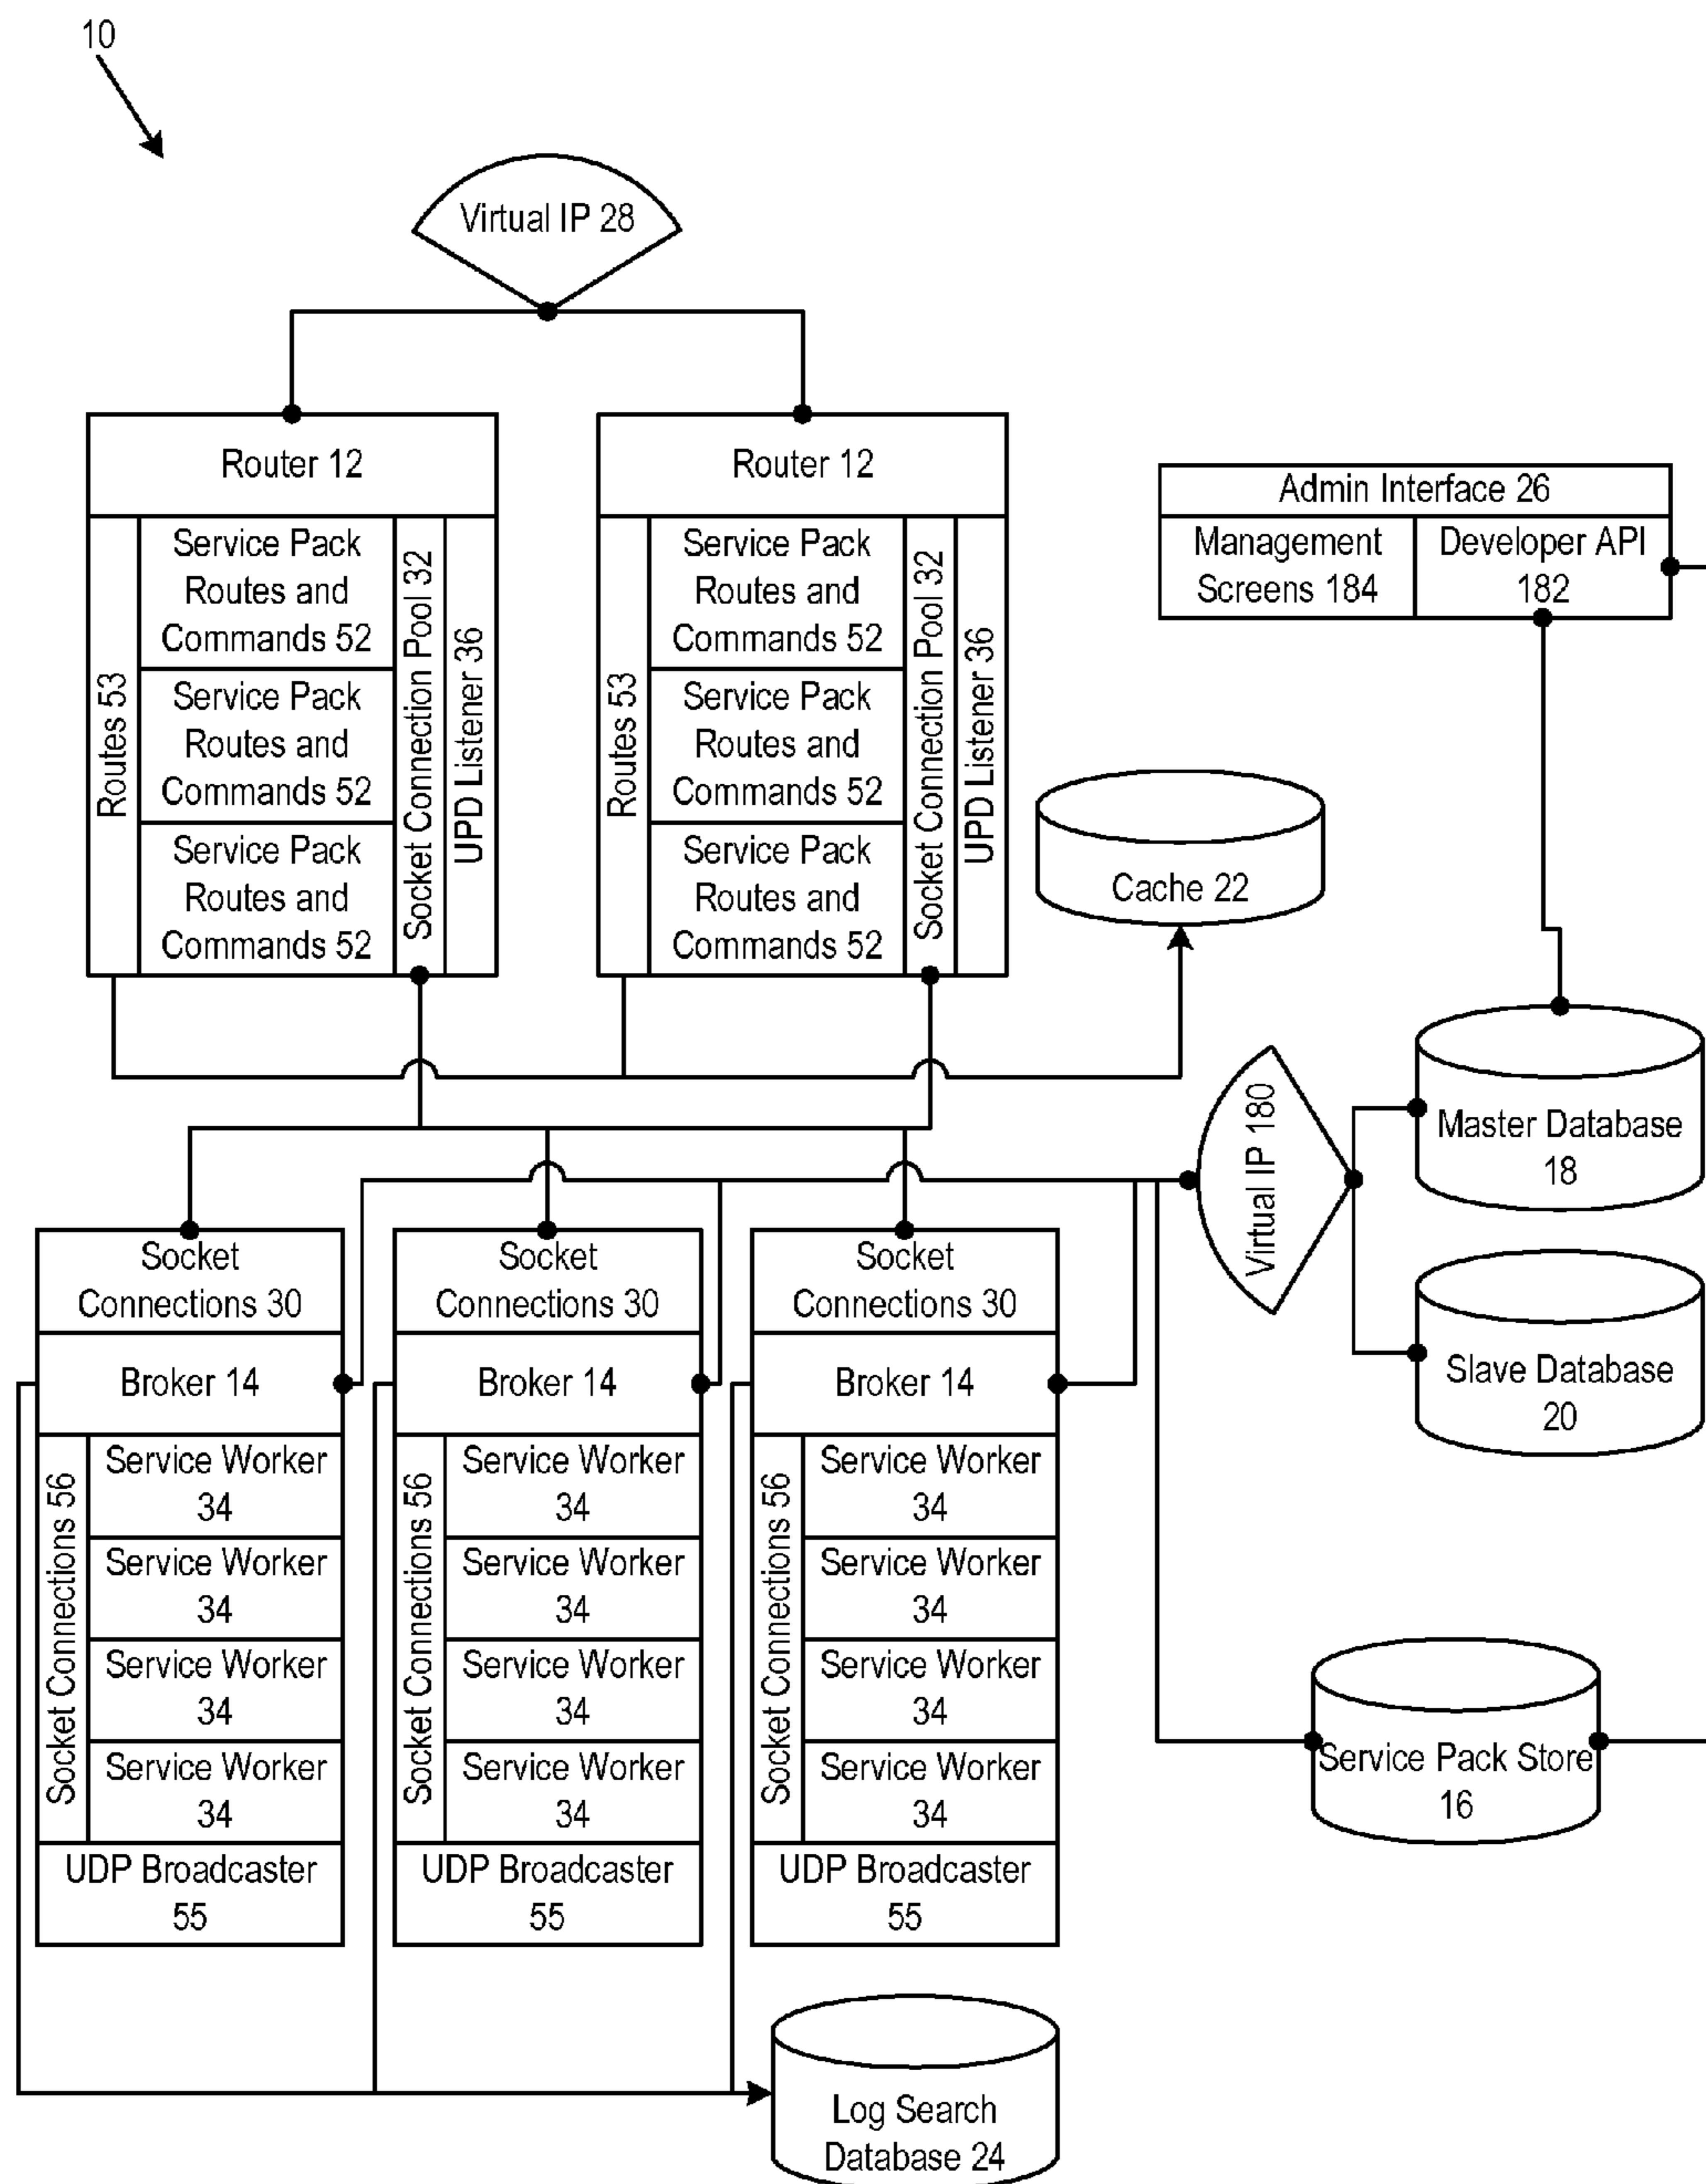 10
Virtual IP 28
Router 12
Routes 53
Service Pack
Routes and
Commands 52
Service Pack
Routes and
Commands 52
Service Pack
Routes and
Commands 52
Socket Connection Pool 32
UPD Listener 36
Router 12
Routes 53
Service Pack
Routes and
Commands 52
Service Pack
Routes and
Commands 52
Service Pack
Routes and
Commands 52
Socket Connection Pool 32
UPD Listener 36
Admin Interface 26
Management
Screens 184
Developer API
182
Cache 22
Virtual IP 180
Master Database
18
Slave Database
20
Socket
Connections 30
Broker 14
Socket Connections 56
Service Worker
34
Service Worker
34
Service Worker
34
Service Worker
34
UDP Broadcaster
55
Socket
Connections 30
Broker 14
Socket Connections 56
Service Worker
34
Service Worker
34
Service Worker
34
Service Worker
34
UDP Broadcaster
55
Socket
Connections 30
Broker 14
Socket Connections 56
Service Worker
34
Service Worker
34
Service Worker
34
Service Worker
34
UDP Broadcaster
55
Service Pack Store
16
Log Search
Database 24